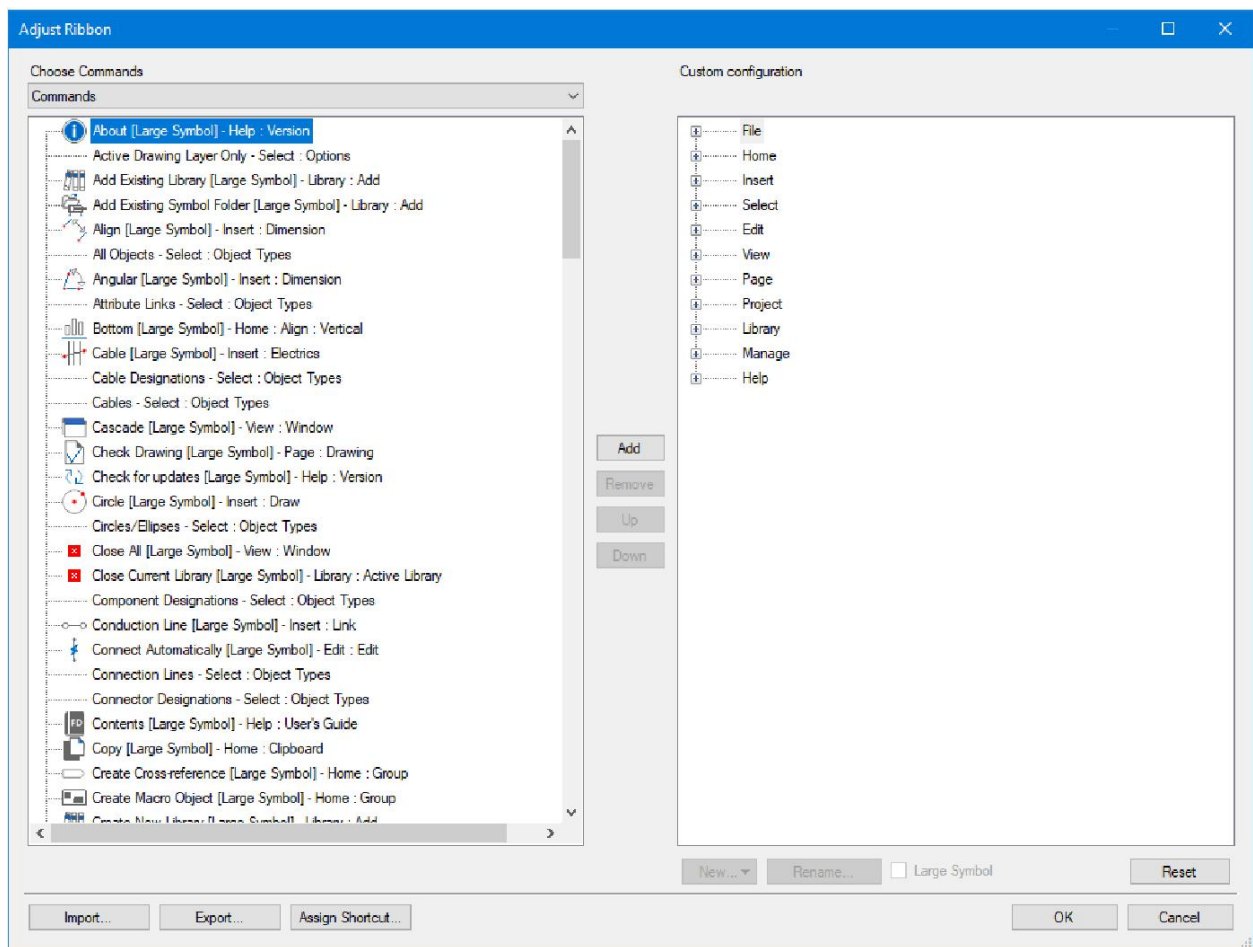 Adjust Ribbon
Choose Commands
Commands
About [Large Symbol] - Help : Version
Active Drawing Layer Only - Select : Options
Add Existing Library [Large Symbol] - Library : Add
Add Existing Symbol Folder [Large Symbol] - Library : Add
Align [Large Symbol] - Insert : Dimension
All Objects - Select : Object Types
Angular [Large Symbol] - Insert : Dimension
Attribute Links - Select : Object Types
Bottom [Large Symbol] - Home : Align : Vertical
Cable [Large Symbol] - Insert : Electrics
Cable Designations - Select : Object Types
Cables - Select : Object Types
Cascade [Large Symbol] - View : Window
Check Drawing [Large Symbol] - Page : Drawing
Check for updates [Large Symbol] - Help : Version
Circle [Large Symbol] - Insert : Draw
Circles/Ellipses - Select : Object Types
Close All [Large Symbol] - View : Window
Close Current Library [Large Symbol] - Library : Active Library
Component Designations - Select : Object Types
Conduction Line [Large Symbol] - Insert : Link
Connect Automatically [Large Symbol] - Edit : Edit
Connection Lines - Select : Object Types
Connector Designations - Select : Object Types
FD Contents [Large Symbol] - Help : User's Guide
Copy [Large Symbol] - Home : Clipboard
Create Cross-reference [Large Symbol] - Home : Group
Create Macro Object [Large Symbol] - Home : Group
Create New Library [Large Symbol] - Library : Add
Add
Remove
Up
Down
Custom configuration
File
Home
Insert
Select
Edit
View
Page
Project
Library
Manage
Help
New...
Rename...
Large Symbol
Reset
Import...
Export...
Assign Shortcut...
OK
Cancel